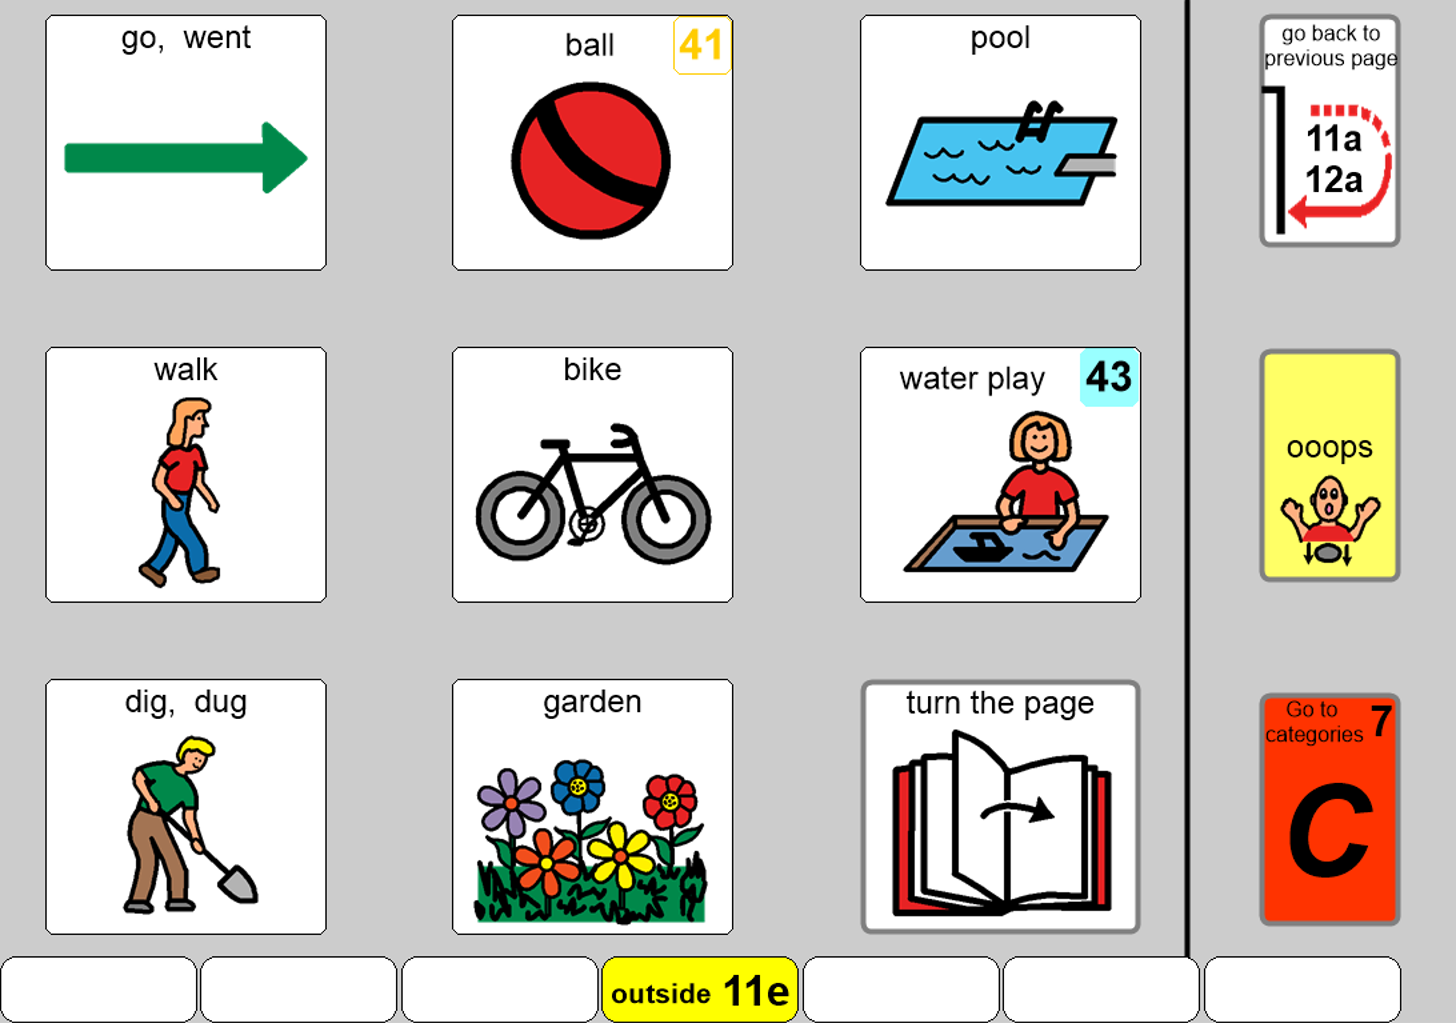 go,  went
ball
41
pool
go back to
previous page
11a
12a
walk
bike
water play
43
ooops
dig,  dug
garden
turn the page
Go to
categories 7
C
outside 11e